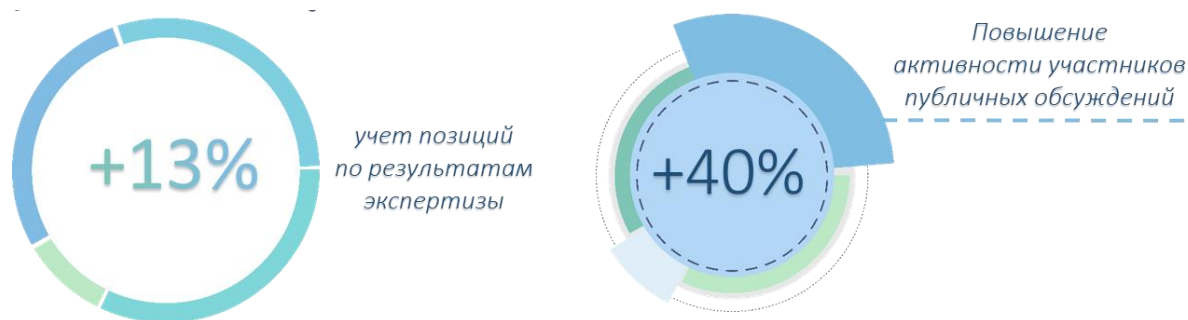 +13%
учет позиций
по результатам
экспертизы
+40%
Повышение
активности участников
публичных обсуждений